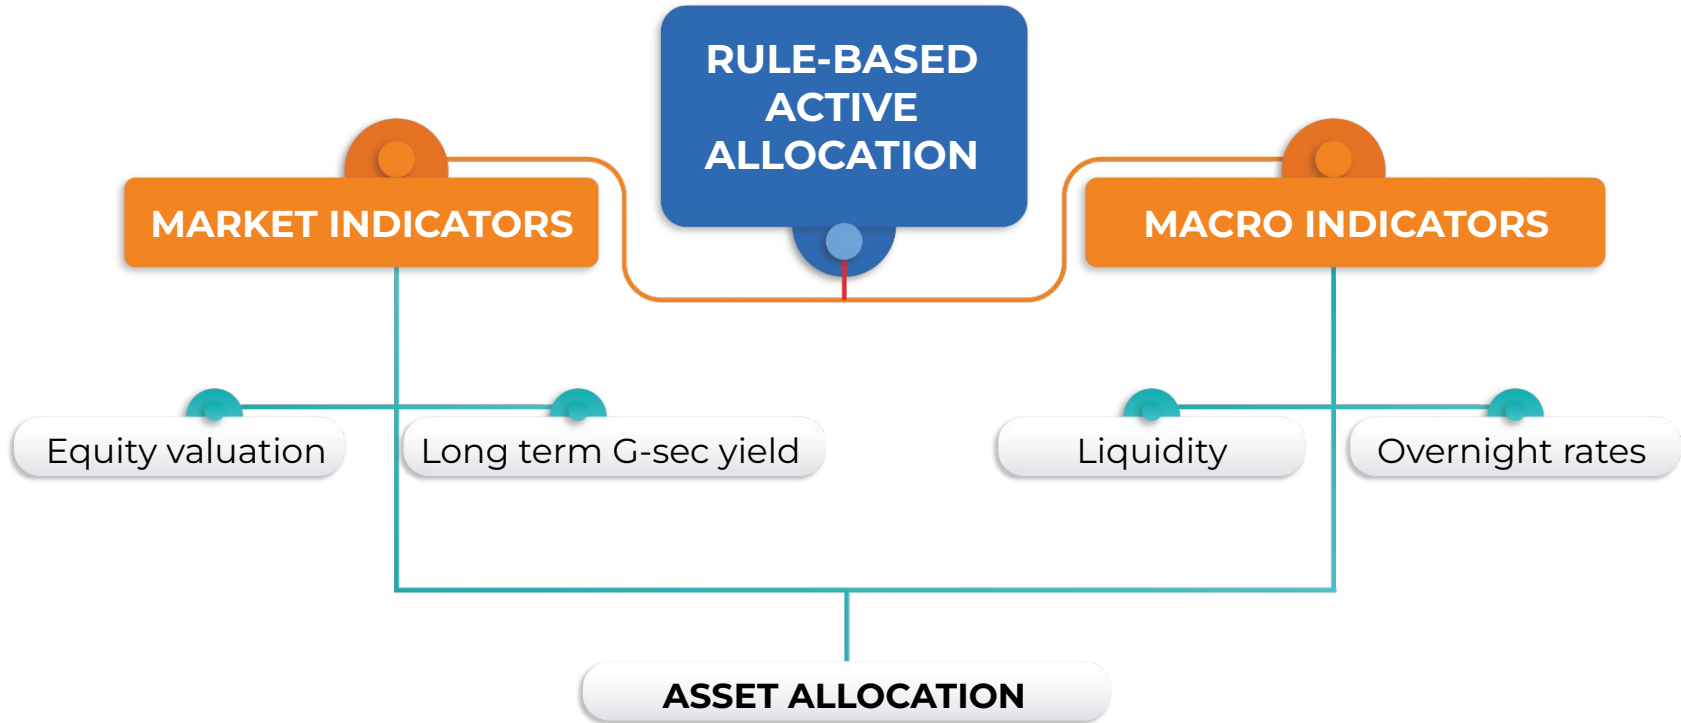 RULE-BASED
ACTIVE
ALLOCATION
MARKET INDICATORS
MACRO INDICATORS
Equity valuation
Long term G-sec yield
Liquidity
Overnight rates
ASSET ALLOCATION